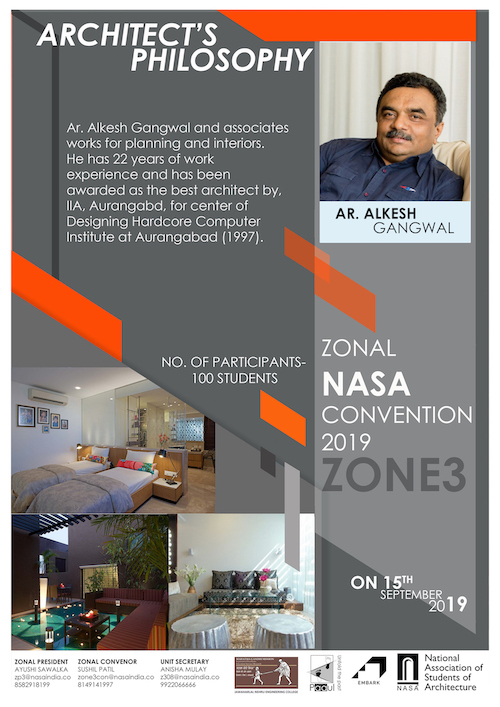 ARCHITECT'S
PHILOSOPHY
Ar. Alkesh Gangwal and associates
works for planning and interiors.
He has 22 years of work
experience and has been
awarded as the best architect by,
IIA, Aurangabd, for center of
Designing Hardcore Computer
Institute at Aurangabad (1997).
AR. ALKESH
GANGWAL
NO. OF PARTICIPANTS-
100 STUDENTS
ZONAL
NASA
CONVENTION
2019
ZONE3
ON 15TH
SEPTEMBER
2019
ZONAL PRESIDENT
AYUSHI SAWALKA
zp3@nasaindia.co
8582918199
ZONAL CONVENOR
SUSHIL PATIL
zone3con@nasaindia.co
8149141997
UNIT SECRETARY
ANISHA MULAY
z308@nasaindia.co
9922066666
EMBARK
NASA
National
Association of
Students of
Architecture